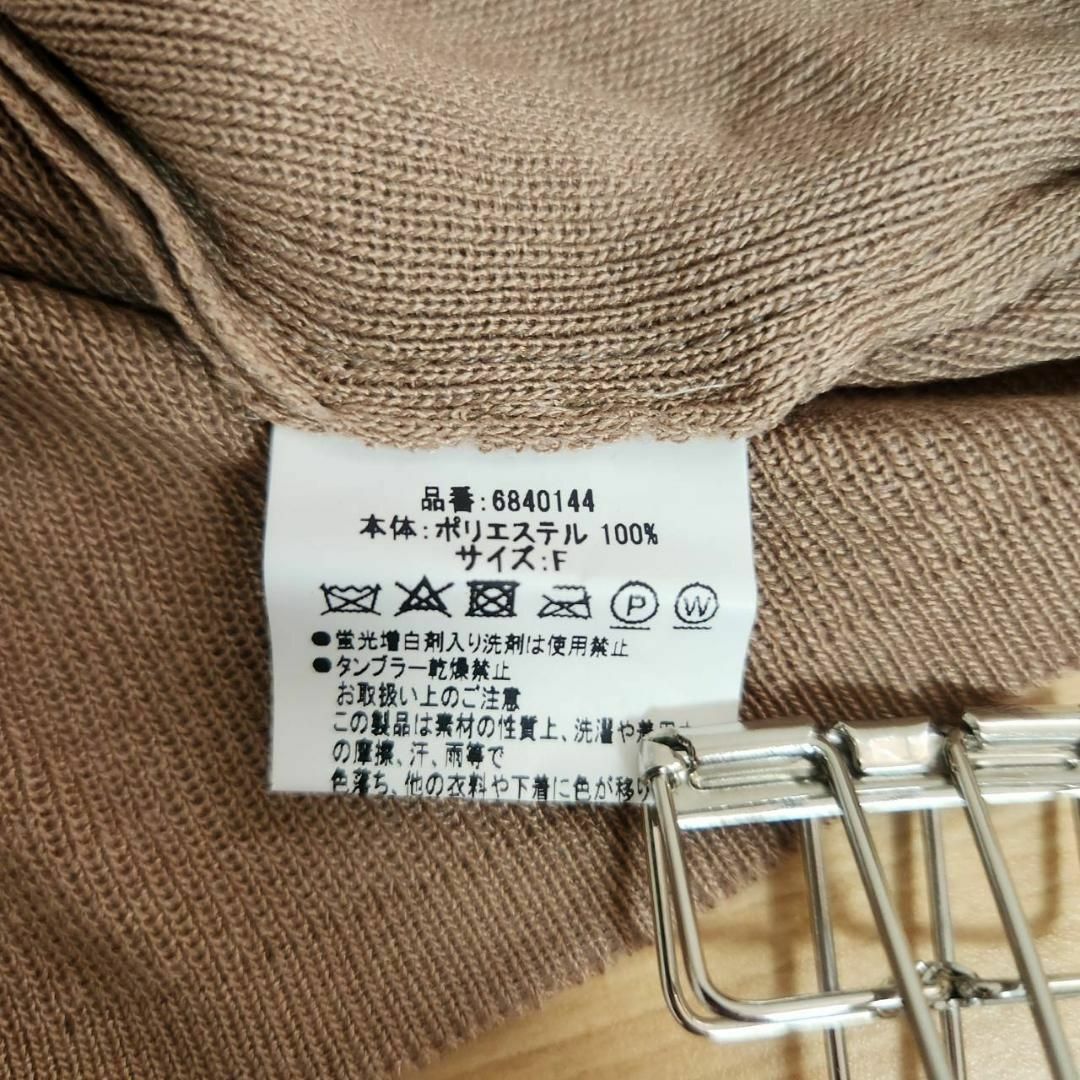 品番:6840144
本体:ポリエステル 100%
サイズ:F
P W
●蛍光増白剤入り洗剤は使用禁止
●タンブラー乾燥禁止
お取扱い上のご注意
この製品は素材の性質上、洗濯や着用
の摩擦、汗、雨等で
色落ち、他の衣料や下着に色が移り